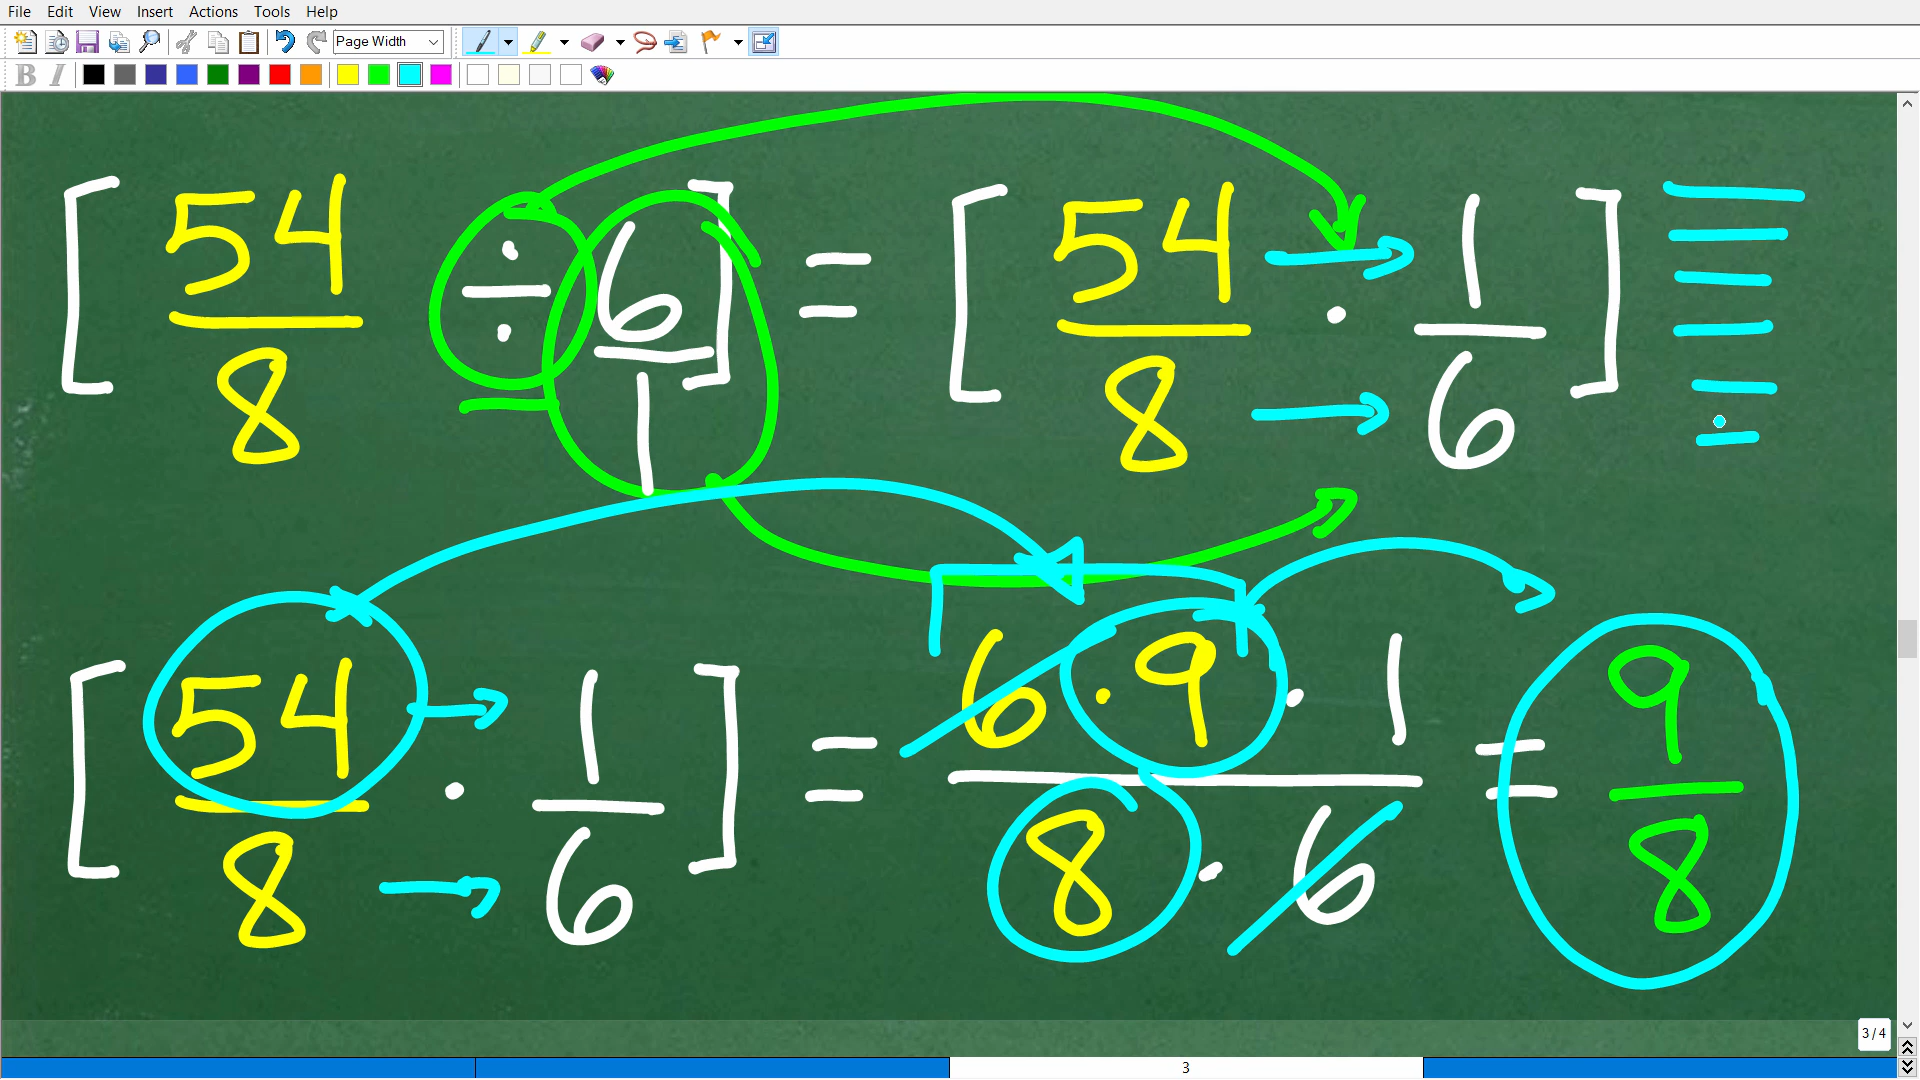 File Edit View Insert Actions Tools Help
Page Width
B I
[ 54/8 ÷ 6/1 ] = [ 54/8 · 1/6 ]
[ 54/8 · 1/6 ] = 6 · 9 · 1 / 8 · 6 = 9/8
3 / 4
3